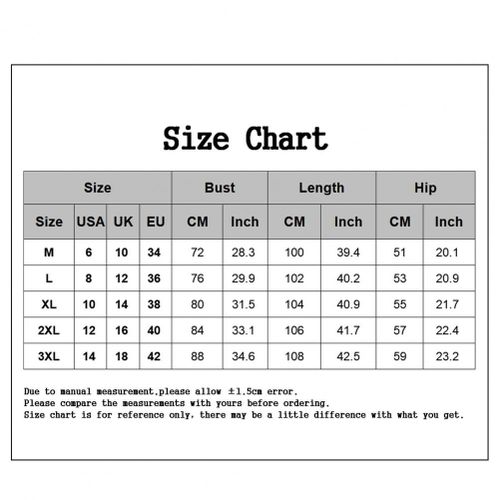 Size Chart
Size Bust Length Hip
Size USA UK EU CM Inch CM Inch CM Inch
M 6 10 34 72 28.3 100 39.4 51 20.1
L 8 12 36 76 29.9 102 40.2 53 20.9
XL 10 14 38 80 31.5 104 40.9 55 21.7
2XL 12 16 40 84 33.1 106 41.7 57 22.4
3XL 14 18 42 88 34.6 108 42.5 59 23.2
Due to manual measurement,please allow ±1.5cm error.
Please compare the measurements with yours before ordering.
Size chart is for reference only, there may be a little difference with what you get.